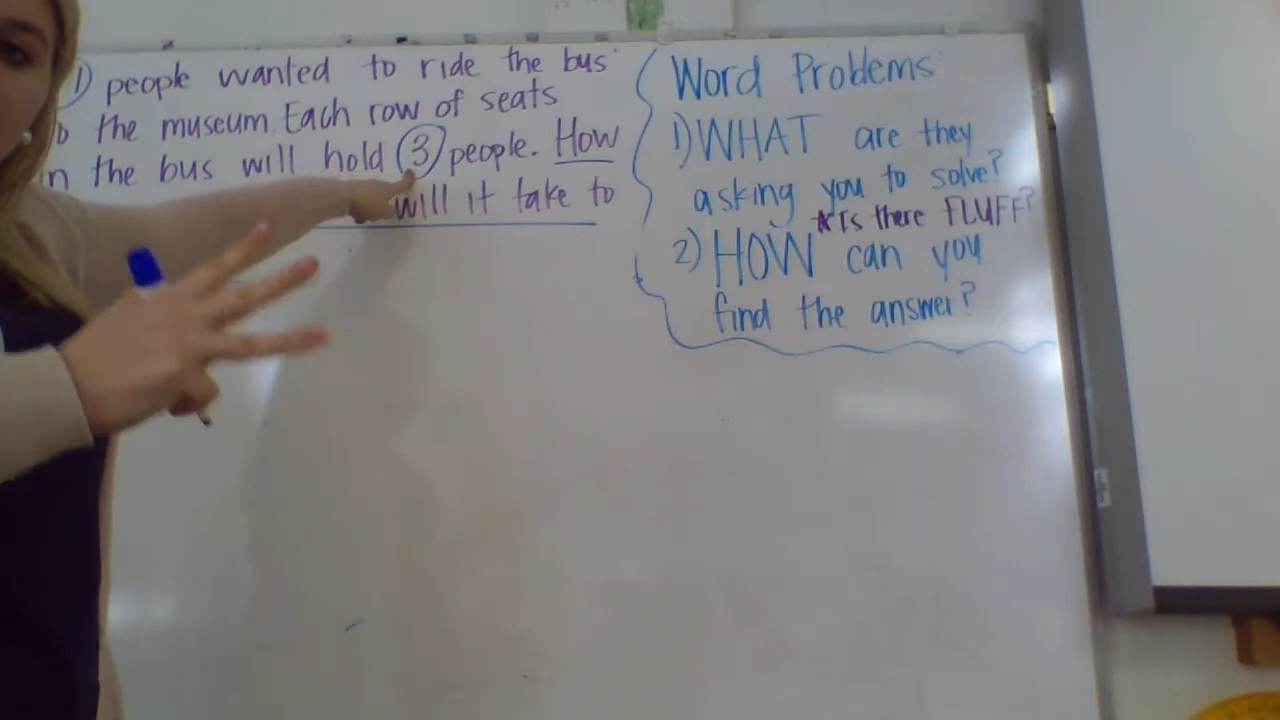 1) people wanted to ride the bus
the museum. Each row of seats
the bus will hold 3 people. How
will it take to
Word Problems
1) WHAT are they
asking you to solve?
*Is there FLUFF?
2) HOW can you
find the answer?